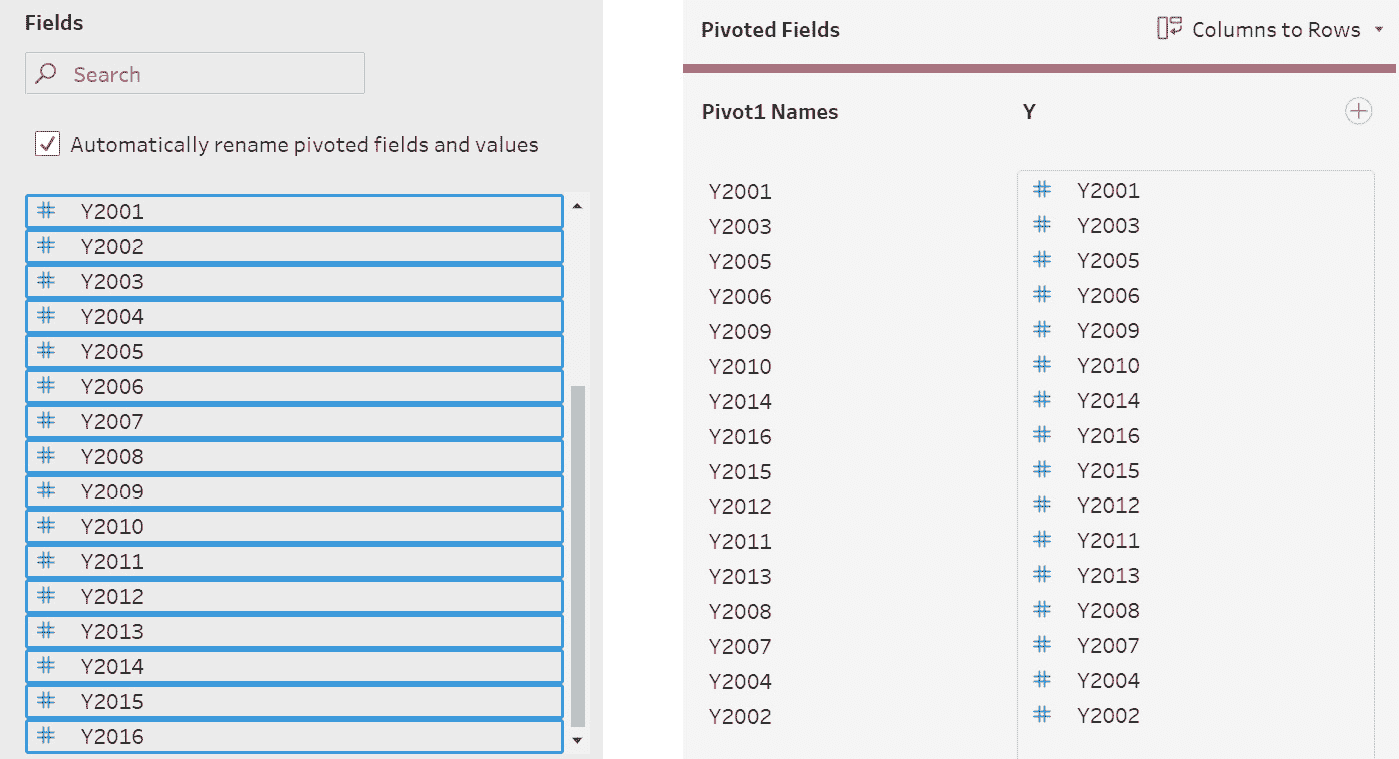 Fields
Search
Automatically rename pivoted fields and values
# Y2001
# Y2002
# Y2003
# Y2004
# Y2005
# Y2006
# Y2007
# Y2008
# Y2009
# Y2010
# Y2011
# Y2012
# Y2013
# Y2014
# Y2015
# Y2016
Pivoted Fields Columns to Rows
Pivot1 Names Y
Y2001 # Y2001
Y2003 # Y2003
Y2005 # Y2005
Y2006 # Y2006
Y2009 # Y2009
Y2010 # Y2010
Y2014 # Y2014
Y2016 # Y2016
Y2015 # Y2015
Y2012 # Y2012
Y2011 # Y2011
Y2013 # Y2013
Y2008 # Y2008
Y2007 # Y2007
Y2004 # Y2004
Y2002 # Y2002